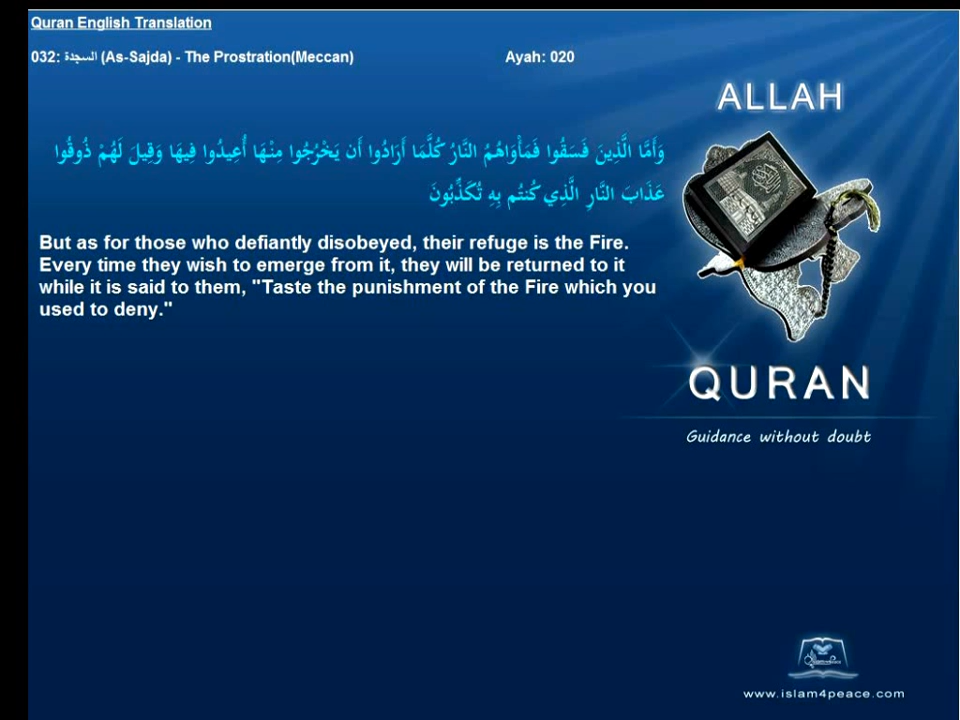 Quran English Translation
032: السجدة (As-Sajda) - The Prostration(Meccan) Ayah: 020
ALLAH
وَأَمَّا الَّذِينَ فَسَقُوا فَمَأْوَاهُمُ النَّارُ كُلَّمَا أَرَادُوا أَن يَخْرُجُوا مِنْهَا أُعِيدُوا فِيهَا وَقِيلَ لَهُمْ ذُوقُوا
عَذَابَ النَّارِ الَّذِي كُنتُم بِهِ تُكَذِّبُونَ
But as for those who defiantly disobeyed, their refuge is the Fire.
Every time they wish to emerge from it, they will be returned to it
while it is said to them, "Taste the punishment of the Fire which you
used to deny."
QURAN
Guidance without doubt
www.islam4peace.com